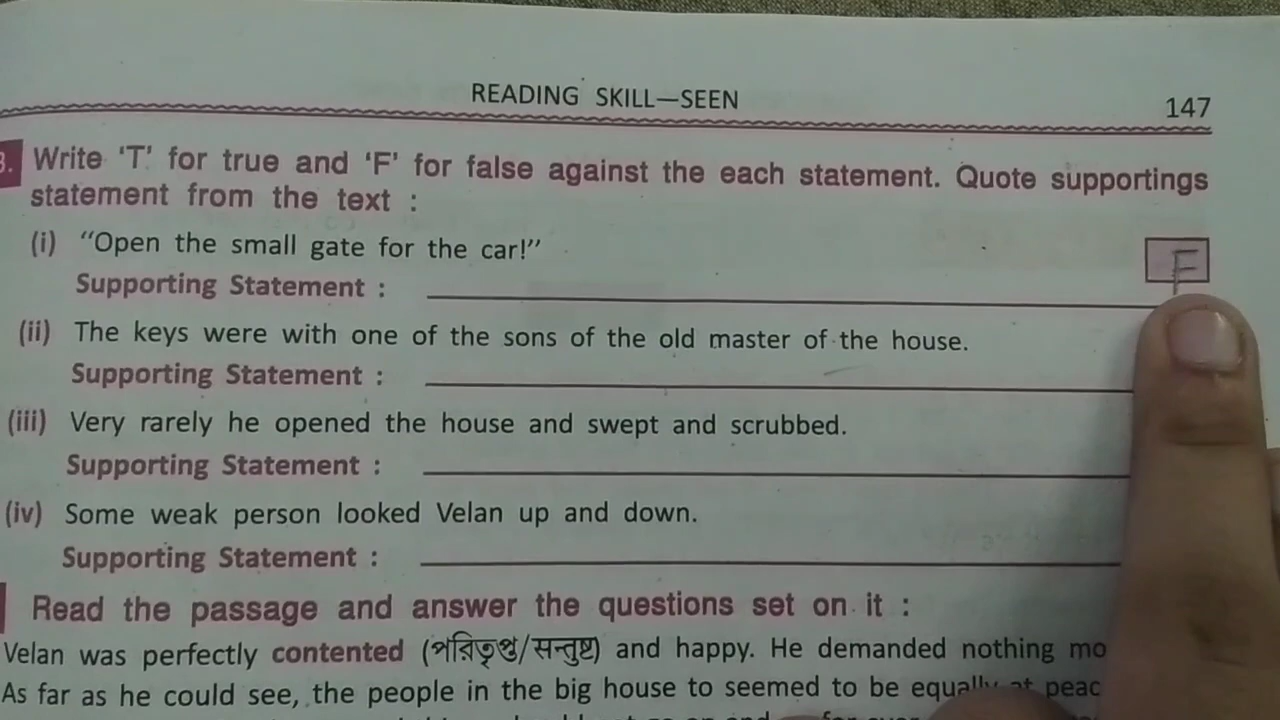 READING SKILL—SEEN
147
3. Write ‘T’ for true and ‘F’ for false against the each statement. Quote supportings
statement from the text :
(i) “Open the small gate for the car!”
F
Supporting Statement :
(ii) The keys were with one of the sons of the old master of the house.
Supporting Statement :
(iii) Very rarely he opened the house and swept and scrubbed.
Supporting Statement :
(iv) Some weak person looked Velan up and down.
Supporting Statement :
Read the passage and answer the questions set on it :
Velan was perfectly contented (পরিতৃপ্ত/সন্তুষ্ট) and happy. He demanded nothing mo
As far as he could see, the people in the big house to seemed to be equally at peac